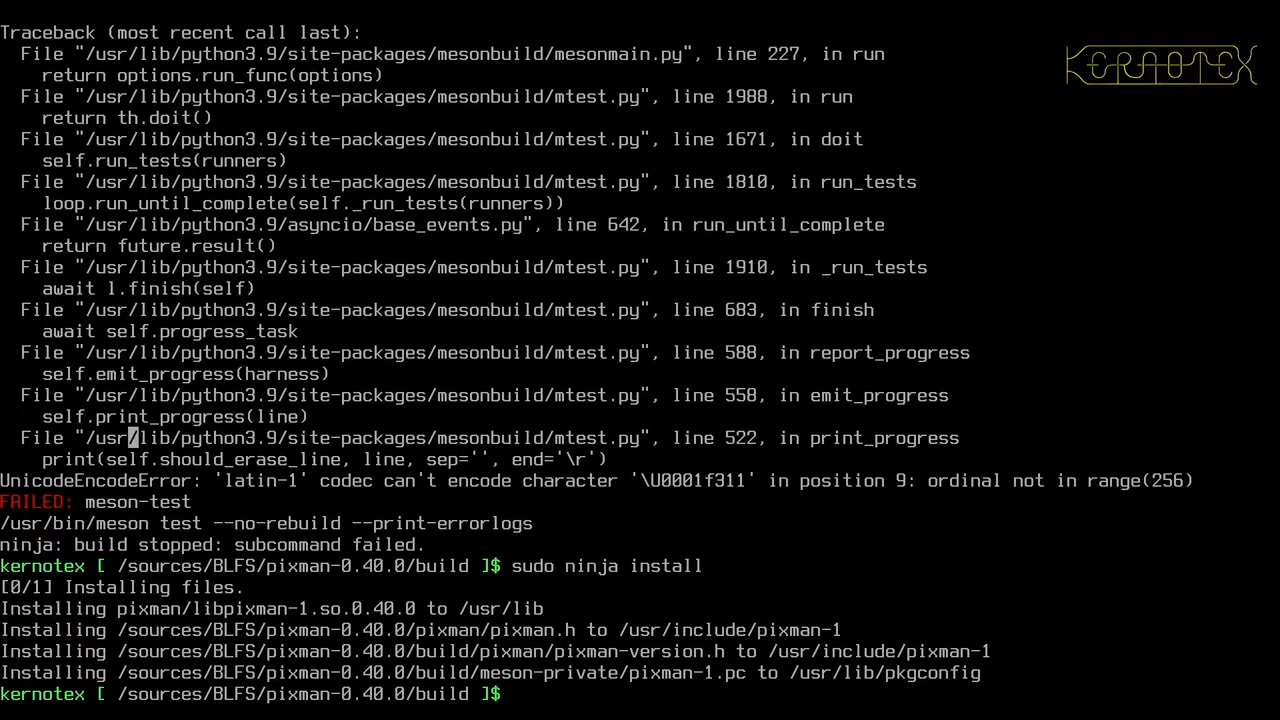 Traceback (most recent call last):
KERNOTEX
  File "/usr/lib/python3.9/site-packages/mesonbuild/mesonmain.py", line 227, in run
    return options.run_func(options)
  File "/usr/lib/python3.9/site-packages/mesonbuild/mtest.py", line 1988, in run
    return th.doit()
  File "/usr/lib/python3.9/site-packages/mesonbuild/mtest.py", line 1671, in doit
    self.run_tests(runners)
  File "/usr/lib/python3.9/site-packages/mesonbuild/mtest.py", line 1810, in run_tests
    loop.run_until_complete(self._run_tests(runners))
  File "/usr/lib/python3.9/asyncio/base_events.py", line 642, in run_until_complete
    return future.result()
  File "/usr/lib/python3.9/site-packages/mesonbuild/mtest.py", line 1910, in _run_tests
    await l.finish(self)
  File "/usr/lib/python3.9/site-packages/mesonbuild/mtest.py", line 683, in finish
    await self.progress_task
  File "/usr/lib/python3.9/site-packages/mesonbuild/mtest.py", line 588, in report_progress
    self.emit_progress(harness)
  File "/usr/lib/python3.9/site-packages/mesonbuild/mtest.py", line 558, in emit_progress
    self.print_progress(line)
  File "/usr/lib/python3.9/site-packages/mesonbuild/mtest.py", line 522, in print_progress
    print(self.should_erase_line, line, sep='', end='\r')
UnicodeEncodeError: 'latin-1' codec can't encode character '\U0001f311' in position 9: ordinal not in range(256)
FAILED: meson-test
/usr/bin/meson test --no-rebuild --print-errorlogs
ninja: build stopped: subcommand failed.
kernotex [ /sources/BLFS/pixman-0.40.0/build ]$ sudo ninja install
[0/1] Installing files.
Installing pixman/libpixman-1.so.0.40.0 to /usr/lib
Installing /sources/BLFS/pixman-0.40.0/pixman/pixman.h to /usr/include/pixman-1
Installing /sources/BLFS/pixman-0.40.0/build/pixman/pixman-version.h to /usr/include/pixman-1
Installing /sources/BLFS/pixman-0.40.0/build/meson-private/pixman-1.pc to /usr/lib/pkgconfig
kernotex [ /sources/BLFS/pixman-0.40.0/build ]$